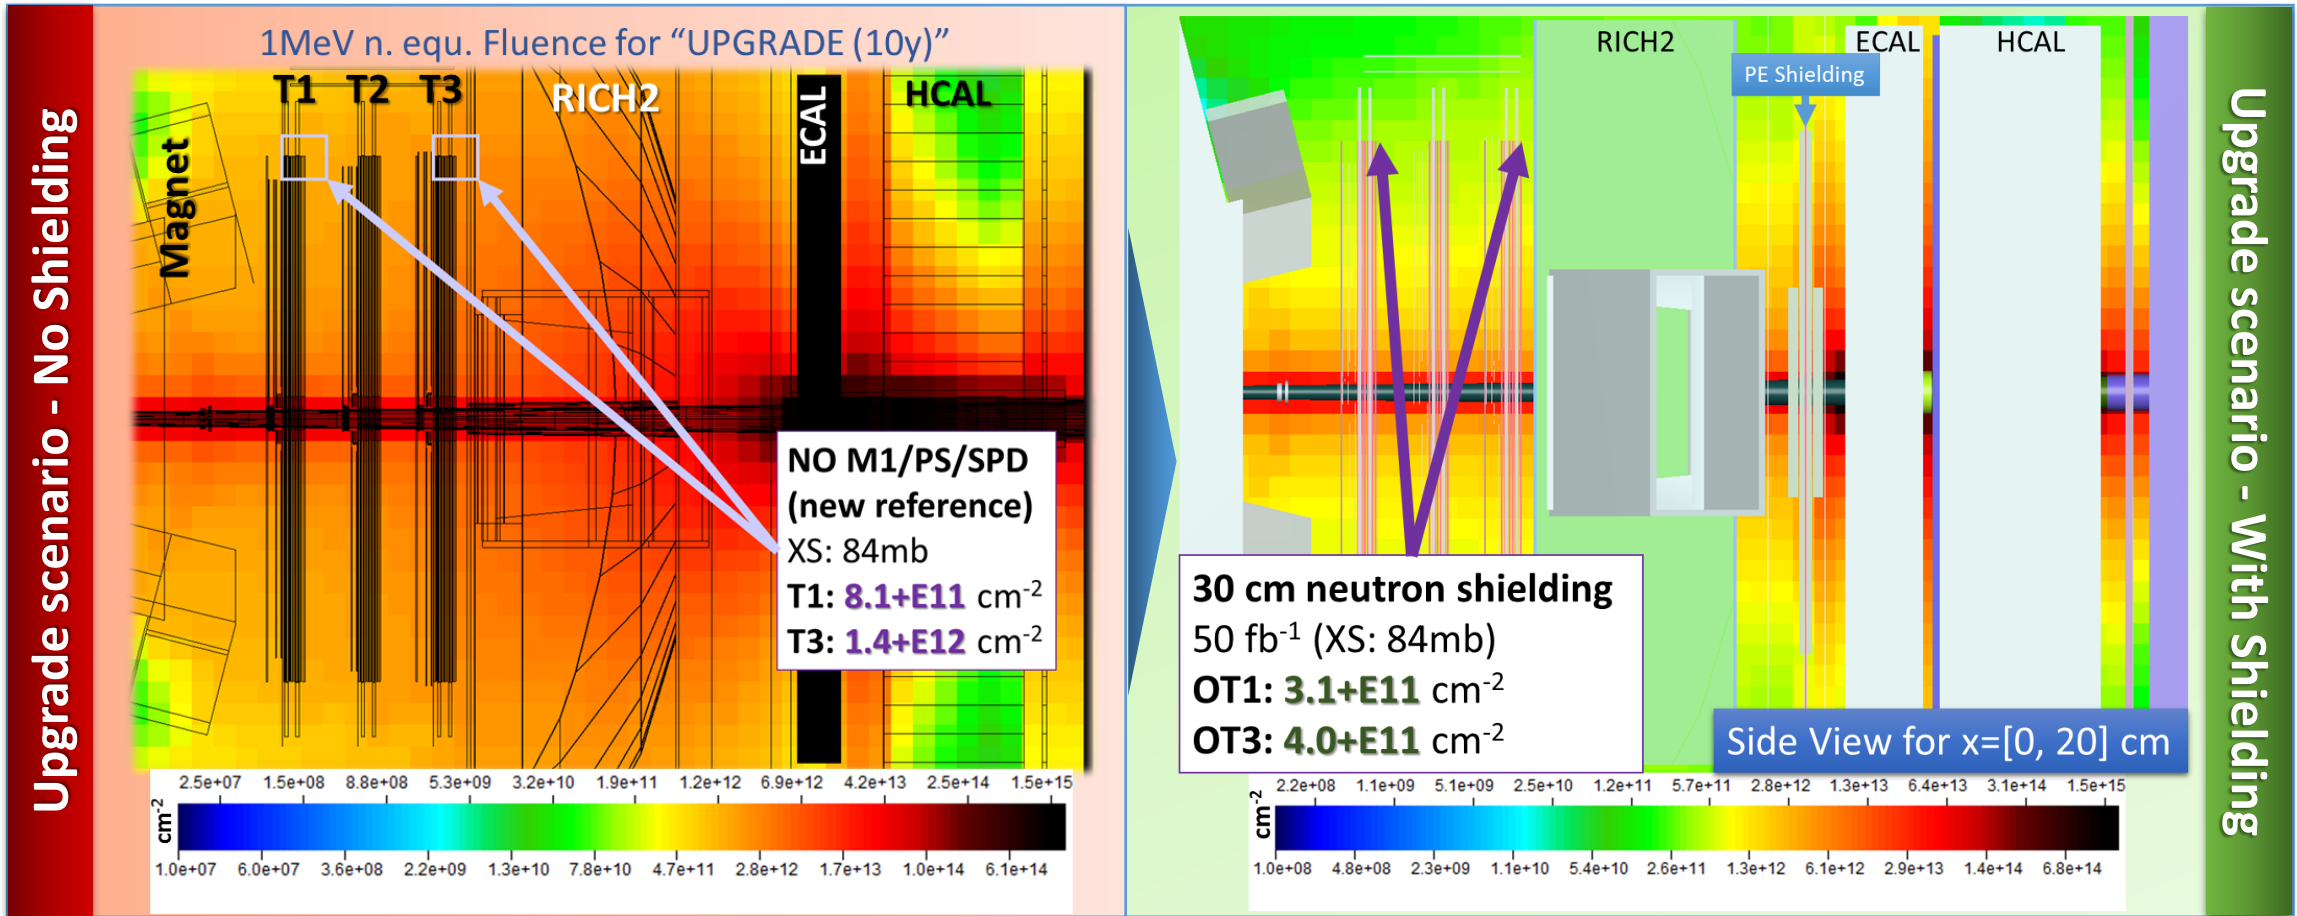 Upgrade scenario - No Shielding
1MeV n. equ. Fluence for “UPGRADE (10y)”
T1 T2 T3
RICH2
ECAL
HCAL
Magnet
NO M1/PS/SPD
(new reference)
XS: 84mb
T1: 8.1+E11 cm-2
T3: 1.4+E12 cm-2
2.5e+07 1.5e+08 8.8e+08 5.3e+09 3.2e+10 1.9e+11 1.2e+12 6.9e+12 4.2e+13 2.5e+14 1.5e+15
cm-2
1.0e+07 6.0e+07 3.6e+08 2.2e+09 1.3e+10 7.8e+10 4.7e+11 2.8e+12 1.7e+13 1.0e+14 6.1e+14
RICH2
ECAL
HCAL
PE Shielding
30 cm neutron shielding
50 fb-1 (XS: 84mb)
OT1: 3.1+E11 cm-2
OT3: 4.0+E11 cm-2
Side View for x=[0, 20] cm
2.2e+08 1.1e+09 5.1e+09 2.5e+10 1.2e+11 5.7e+11 2.8e+12 1.3e+13 6.4e+13 3.1e+14 1.5e+15
cm-2
1.0e+08 4.8e+08 2.3e+09 1.1e+10 5.4e+10 2.6e+11 1.3e+12 6.1e+12 2.9e+13 1.4e+14 6.8e+14
Upgrade scenario - With Shielding